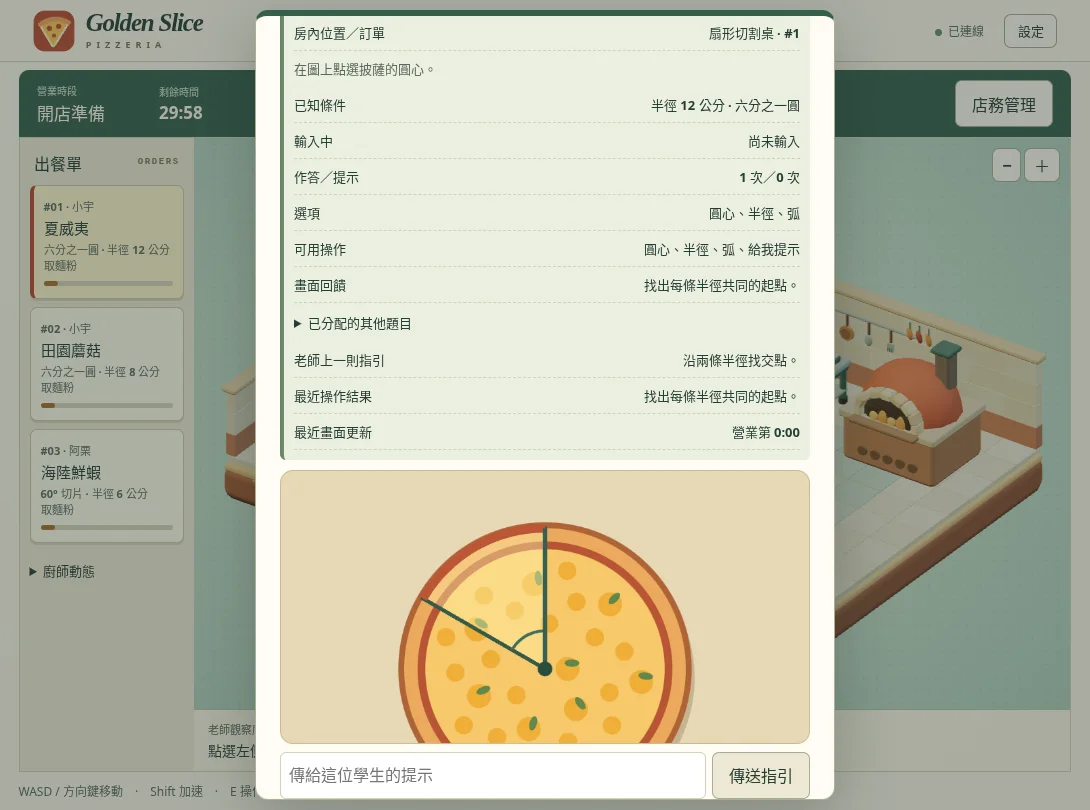 Golden Slice
PIZZERIA
已連線
設定
營業時段
開店準備
剩餘時間
29:58
店務管理
出餐單
ORDERS
#01 · 小宇
夏威夷
六分之一圓 · 半徑 12 公分
取麵粉
#02 · 小宇
田園蘑菇
六分之一圓 · 半徑 8 公分
取麵粉
#03 · 阿栗
海陸鮮蝦
60° 切片 · 半徑 6 公分
取麵粉
▶ 廚師動態
− ＋
房內位置／訂單 扇形切割桌 · #1
在圖上點選披薩的圓心。
已知條件 半徑 12 公分 · 六分之一圓
輸入中 尚未輸入
作答／提示 1 次／0 次
選項 圓心、半徑、弧
可用操作 圓心、半徑、弧、給我提示
畫面回饋 找出每條半徑共同的起點。
▶ 已分配的其他題目
老師上一則指引 沿兩條半徑找交點。
最近操作結果 找出每條半徑共同的起點。
最近畫面更新 營業第 0:00
傳給這位學生的提示
傳送指引
老師觀察
點選左
WASD / 方向鍵移動 · Shift 加速 · E 操